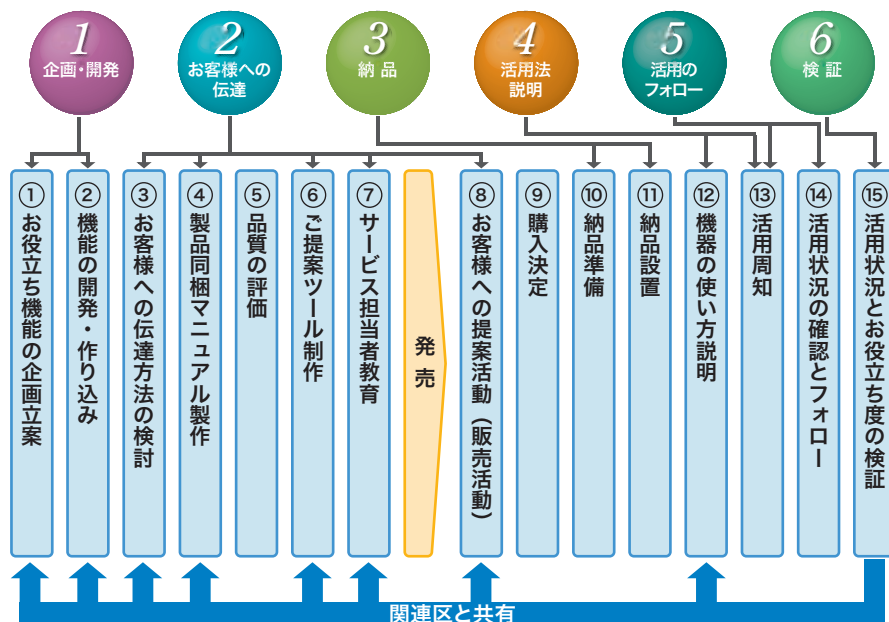 1
企画・開発
2
お客様への
伝達
3
納品
4
活用法
説明
5
活用の
フォロー
6
検証
①お役立ち機能の企画立案
②機能の開発・作り込み
③お客様への伝達方法の検討
④製品同梱マニュアル製作
⑤品質の評価
⑥ご提案ツール制作
⑦サービス担当者教育
発売
⑧お客様への提案活動（販売活動）
⑨購入決定
⑩納品準備
⑪納品設置
⑫機器の使い方説明
⑬活用周知
⑭活用状況の確認とフォロー
⑮活用状況とお役立ち度の検証
関連区と共有